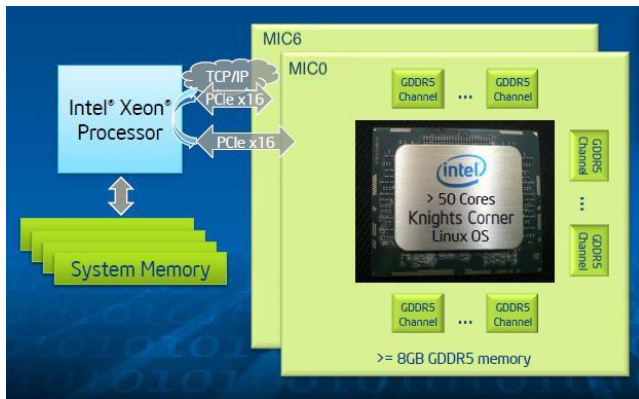 MIC6
MIC0
TCP/IP
PCIe x16
PCIe x16
Intel® Xeon®
Processor
System Memory
GDDR5
Channel
...
GDDR5
Channel
GDDR5
Channel
...
GDDR5
Channel
intel
> 50 Cores
Knights Corner
Linux OS
GDDR5
Channel
...
GDDR5
Channel
>= 8GB GDDR5 memory